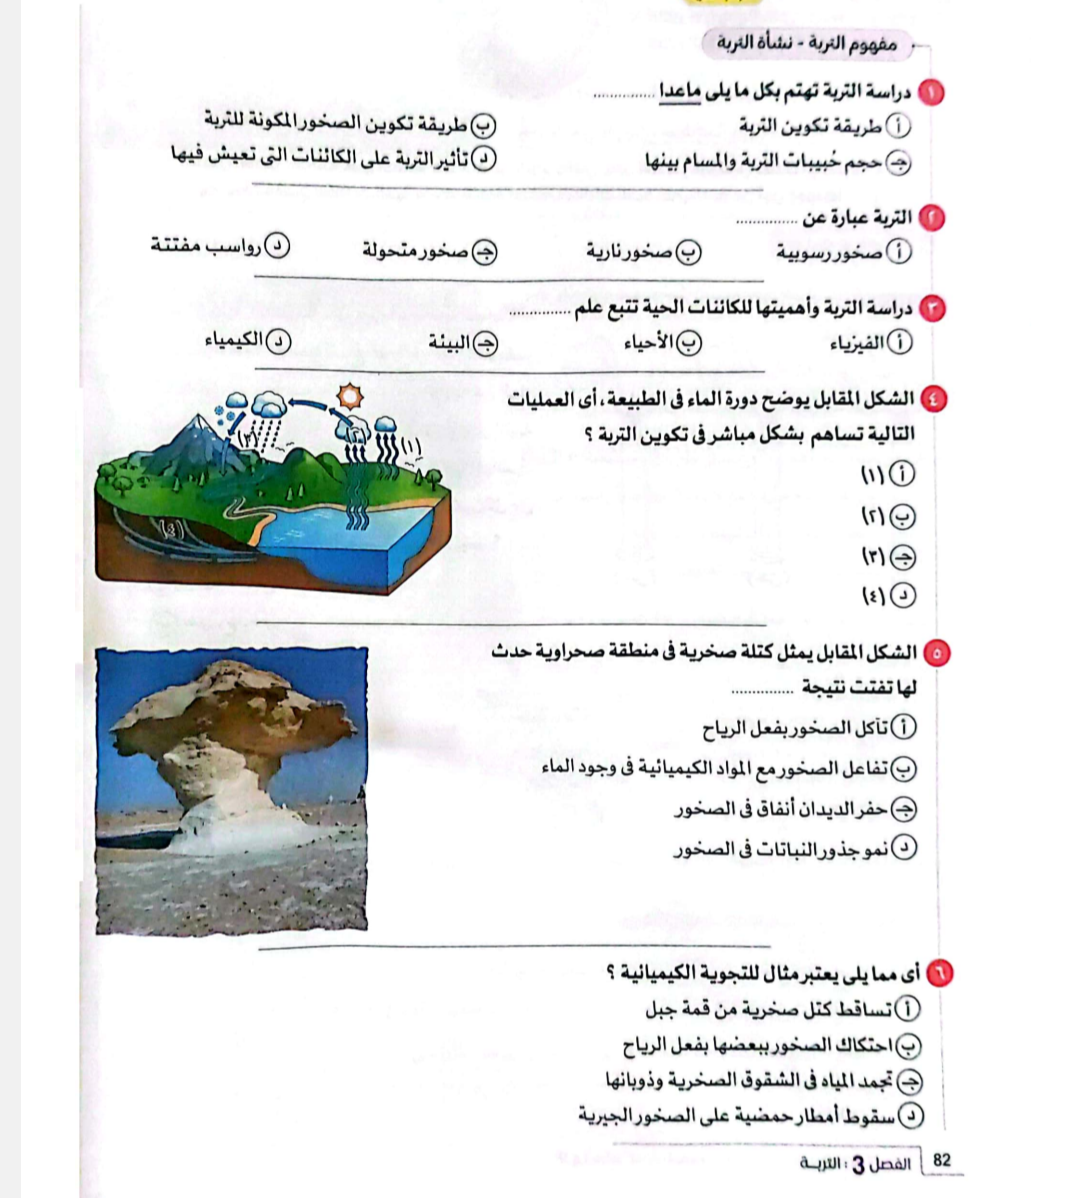 مفهوم التربة - نشأة التربة
١ دراسة التربة تهتم بكل ما يلى ماعدا ..............
أ طريقة تكوين التربة
ب طريقة تكوين الصخور المكونة للتربة
ج حجم حُبيبات التربة والمسام بينها
د تأثير التربة على الكائنات التى تعيش فيها
٢ التربة عبارة عن ..............
أ صخور رسوبية
ب صخور نارية
ج صخور متحولة
د رواسب مفتتة
٣ دراسة التربة وأهميتها للكائنات الحية تتبع علم ..............
أ الفيزياء
ب الأحياء
ج البيئة
د الكيمياء
٤ الشكل المقابل يوضح دورة الماء فى الطبيعة، أى العمليات
التالية تساهم بشكل مباشر فى تكوين التربة ؟
أ (١)
ب (٢)
ج (٣)
د (٤)
(١)
(٢)
(٣)
(٤)
٥ الشكل المقابل يمثل كتلة صخرية فى منطقة صحراوية حدث
لها تفتت نتيجة ..............
أ تآكل الصخور بفعل الرياح
ب تفاعل الصخور مع المواد الكيميائية فى وجود الماء
ج حفر الديدان أنفاق فى الصخور
د نمو جذور النباتات فى الصخور
٦ أى مما يلى يعتبر مثال للتجوية الكيميائية ؟
أ تساقط كتل صخرية من قمة جبل
ب احتكاك الصخور ببعضها بفعل الرياح
ج تجمد المياه فى الشقوق الصخرية وذوبانها
د سقوط أمطار حمضية على الصخور الجيرية
82 الفصل 3 : التربة